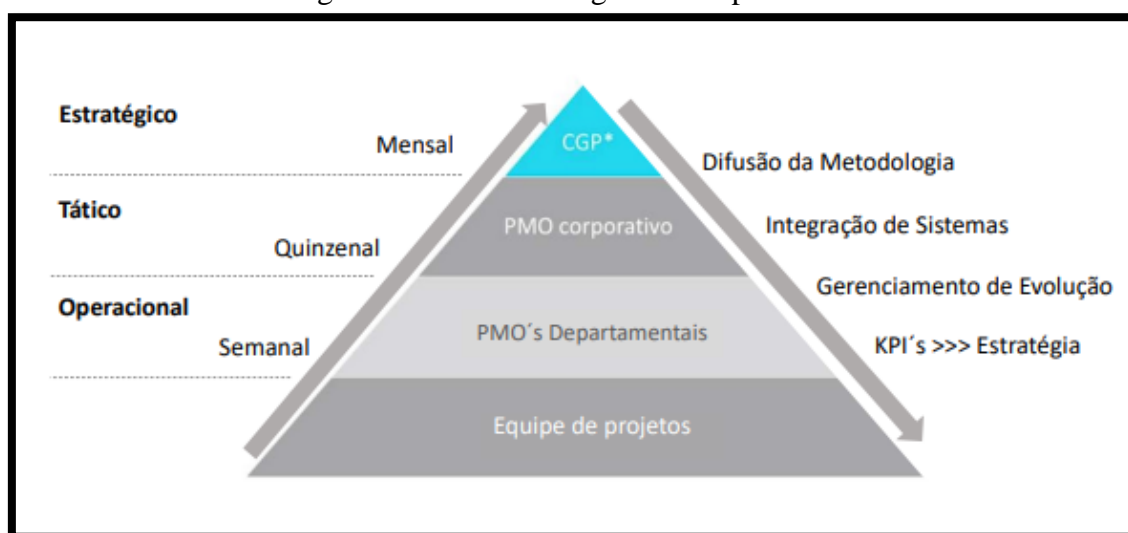 Estratégico
Mensal
Tático
Quinzenal
Operacional
Semanal
CGP*
PMO corporativo
PMO´s Departamentais
Equipe de projetos
Difusão da Metodologia
Integração de Sistemas
Gerenciamento de Evolução
KPI´s >>> Estratégia